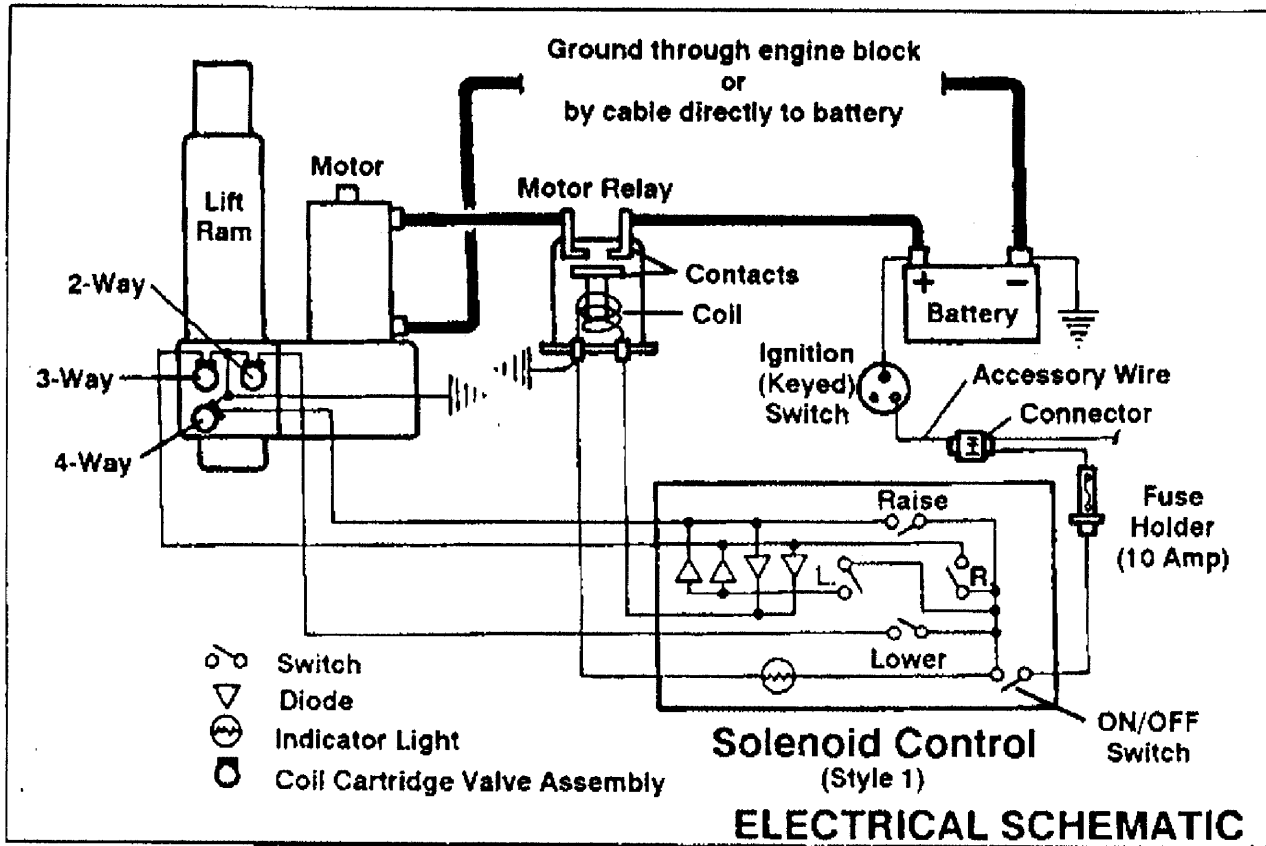 Ground through engine block
or
by cable directly to battery
Motor
Motor Relay
Lift
Ram
2-Way
Contacts
Coil
+
−
Battery
3-Way
Ignition
(Keyed)
Switch
Accessory Wire
Connector
4-Way
Raise
Fuse
Holder
(10 Amp)
L.
R.
Lower
Switch
Diode
Indicator Light
Coil Cartridge Valve Assembly
ON/OFF
Switch
Solenoid Control
(Style 1)
ELECTRICAL SCHEMATIC